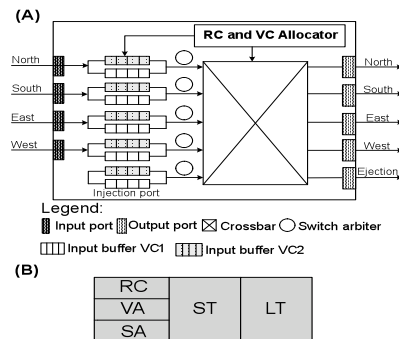 (A)
RC and VC Allocator
North
North
South
South
East
East
West
West
Ejection
Injection port
Legend:
Input port
Output port
Crossbar
Switch arbiter
Input buffer VC1
Input buffer VC2
(B)
RC
VA
SA
ST
LT